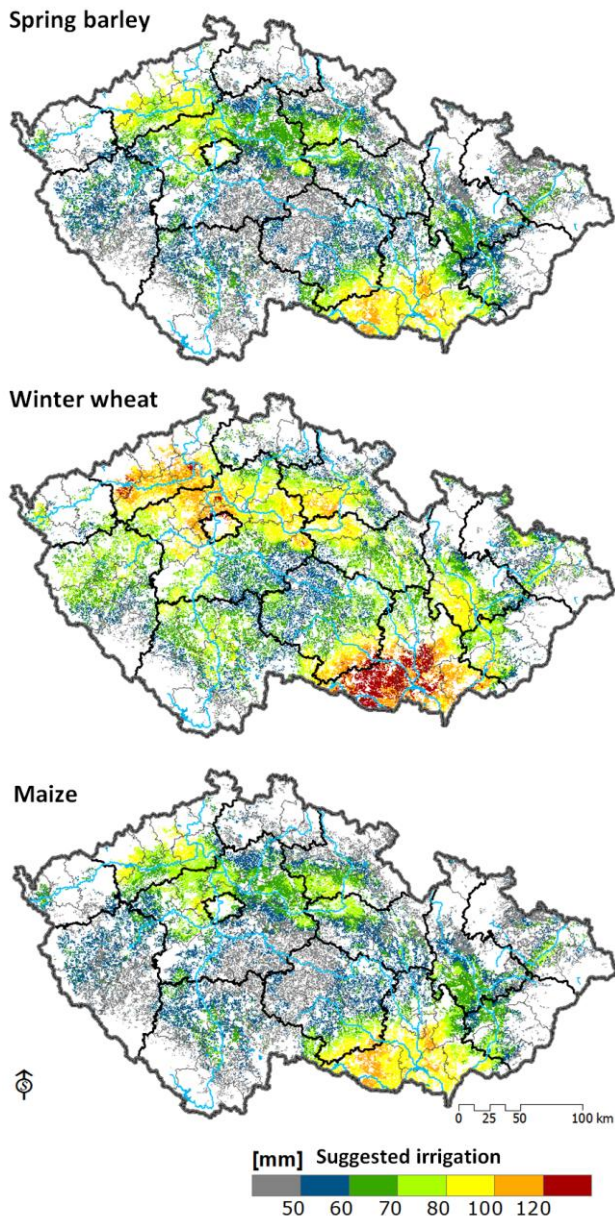 Spring barley
Winter wheat
Maize
S
0 25 50 100 km
[mm] Suggested irrigation
50 60 70 80 100 120